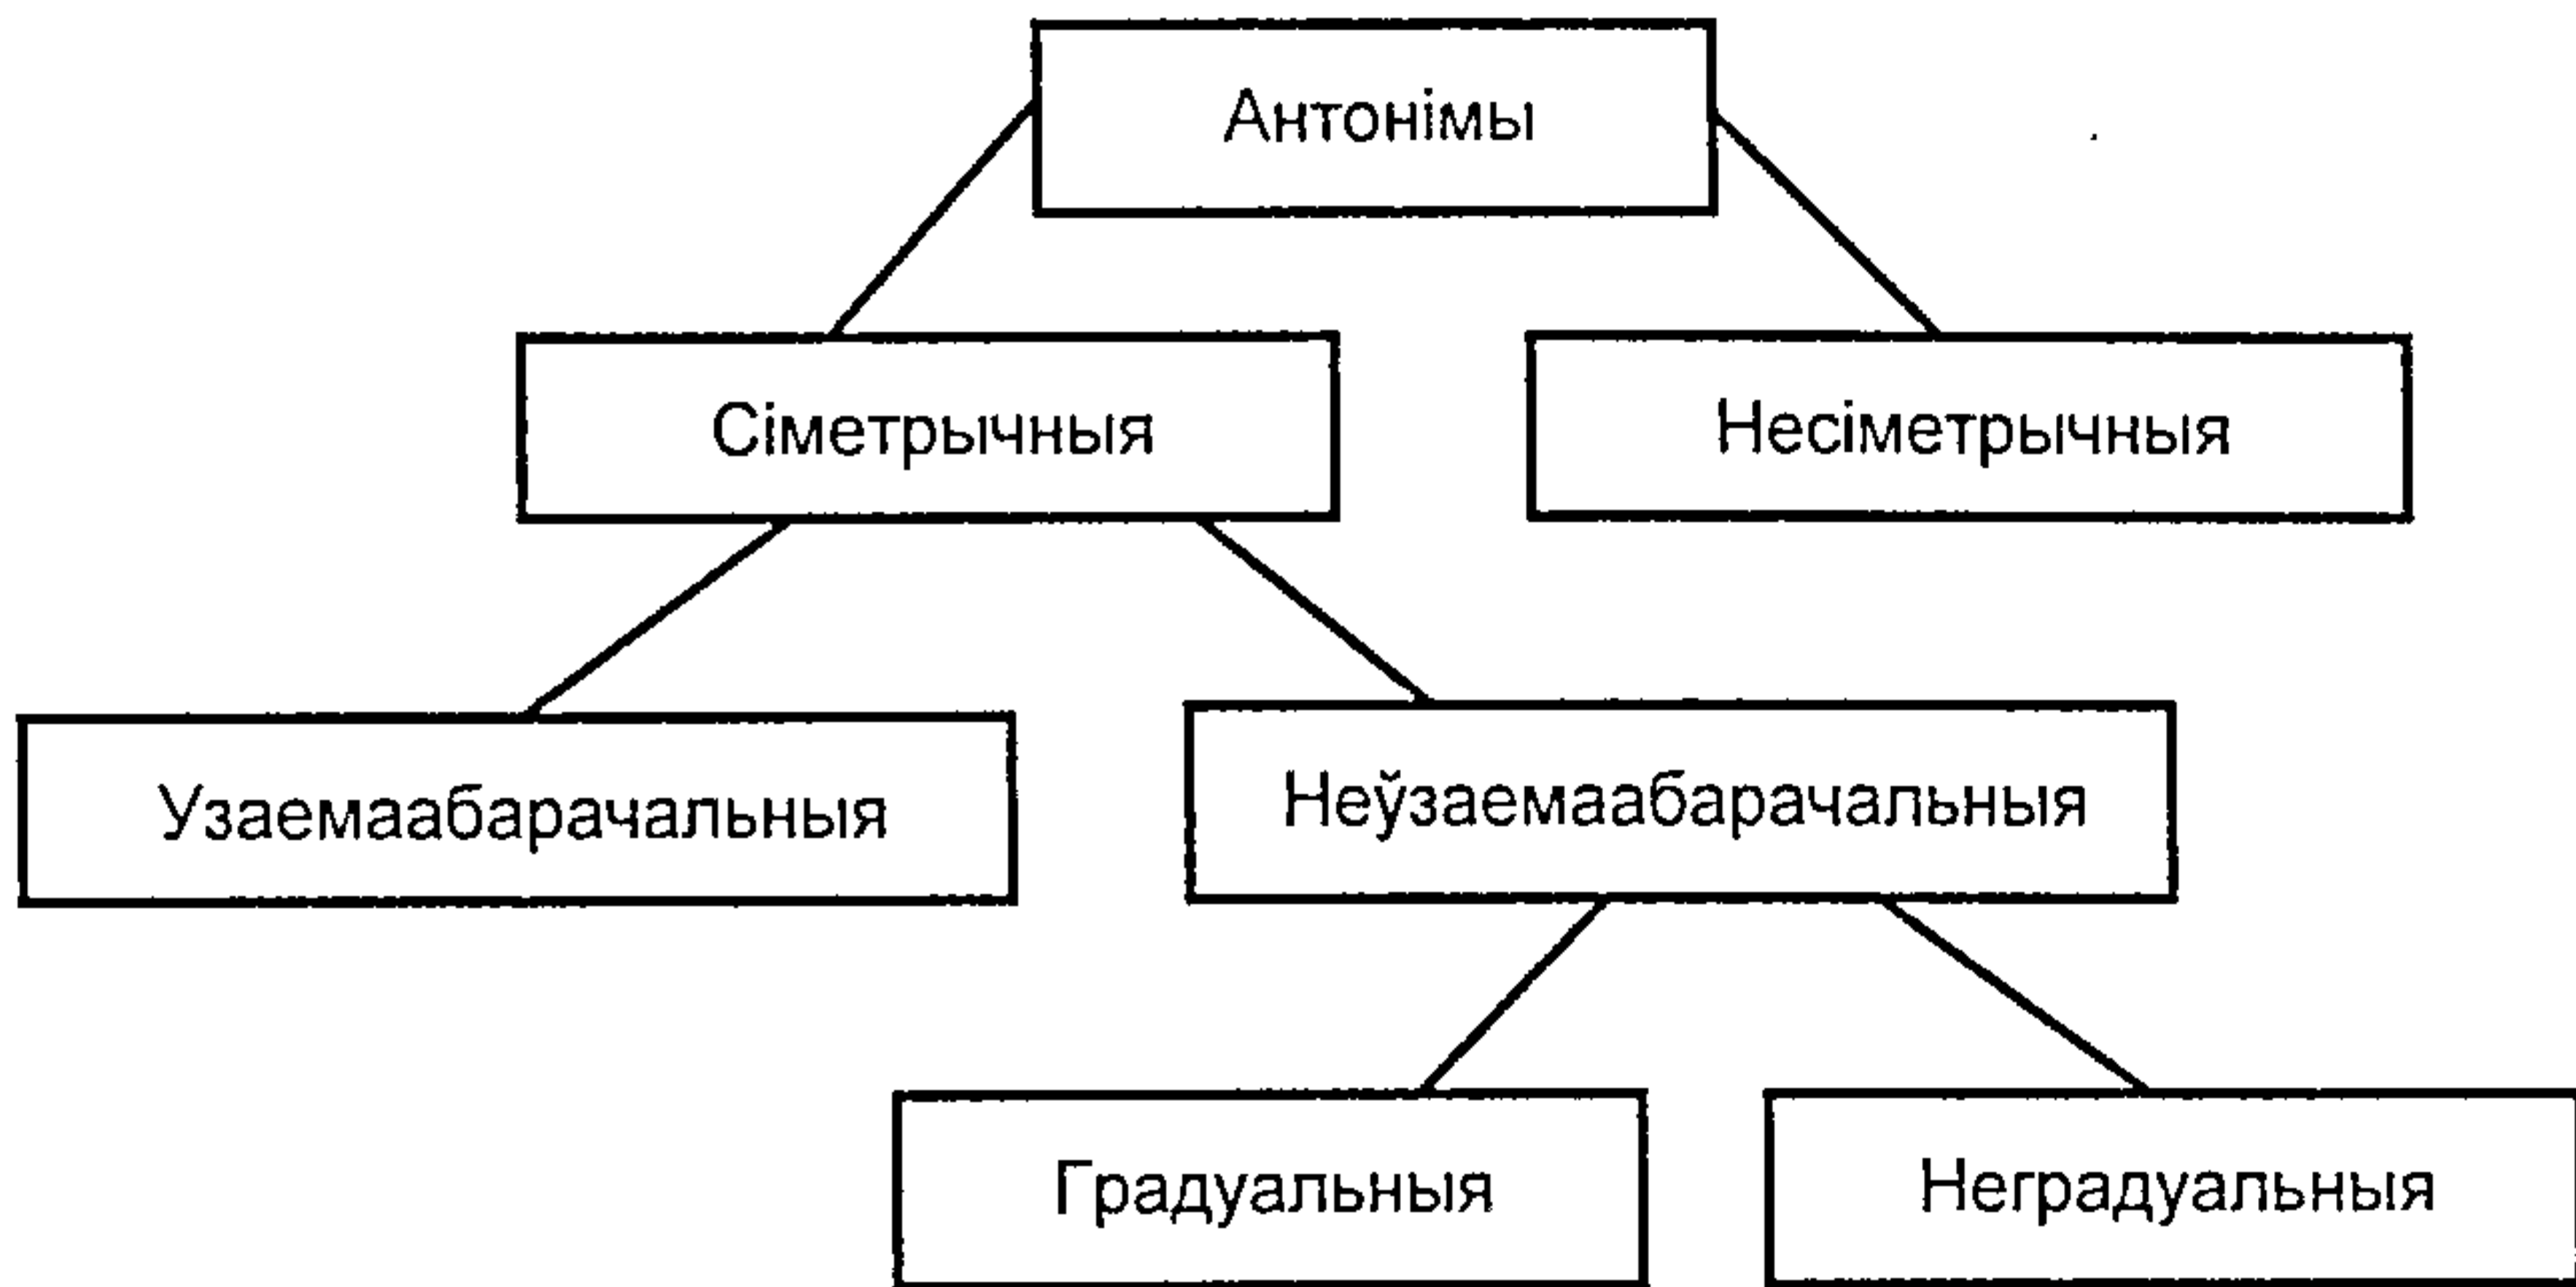 Антонімы
Сіметрычныя
Несіметрычныя
Узаемаабарачальныя
Неўзаемаабарачальныя
Градуальныя
Неградуальныя